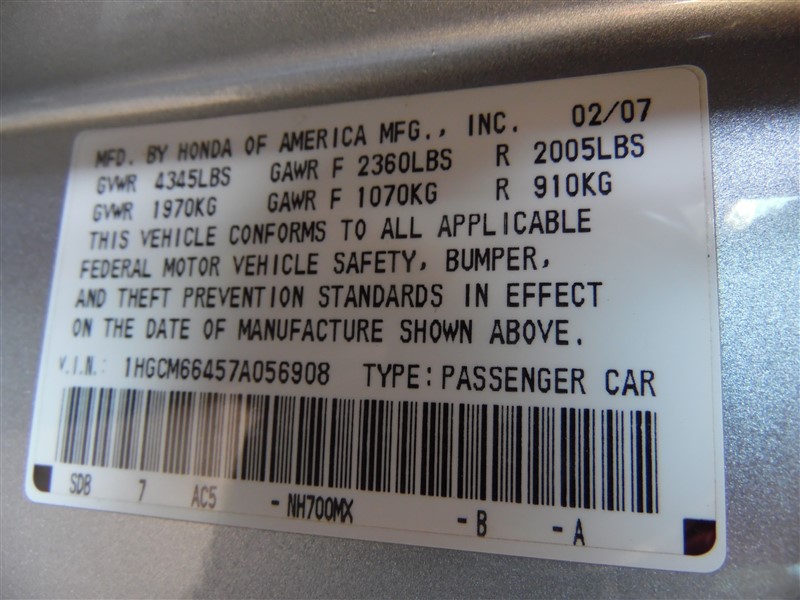 MFD. BY HONDA OF AMERICA MFG., INC. 02/07
GVWR 4345LBS GAWR F 2360LBS R 2005LBS
GVWR 1970KG GAWR F 1070KG R 910KG
THIS VEHICLE CONFORMS TO ALL APPLICABLE
FEDERAL MOTOR VEHICLE SAFETY, BUMPER,
AND THEFT PREVENTION STANDARDS IN EFFECT
ON THE DATE OF MANUFACTURE SHOWN ABOVE.
V.I.N.: 1HGCM66457A056908 TYPE: PASSENGER CAR
SDB 7 AC5 - NH700MX - B - A